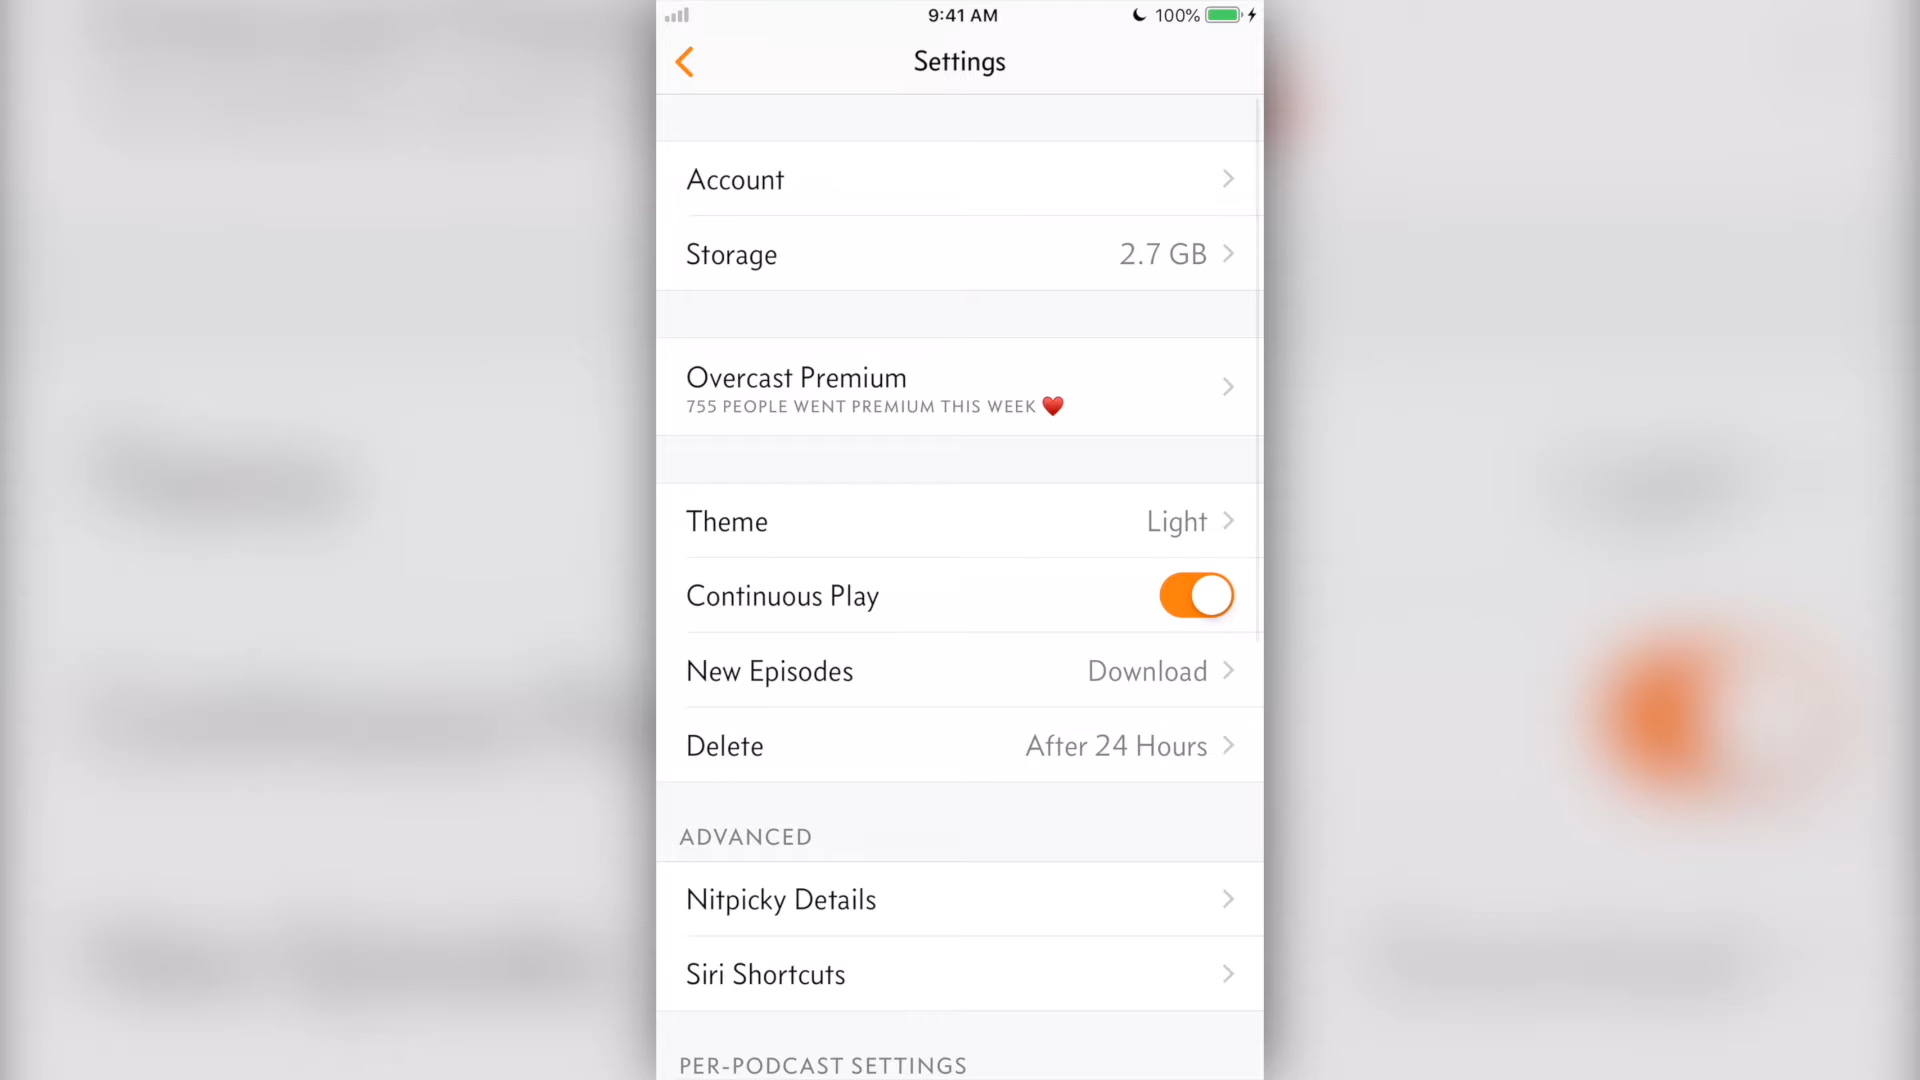 9:41 AM
100%
Settings
Account
Storage 2.7 GB
Overcast Premium
755 PEOPLE WENT PREMIUM THIS WEEK ❤️
Theme Light
Continuous Play
New Episodes Download
Delete After 24 Hours
ADVANCED
Nitpicky Details
Siri Shortcuts
PER-PODCAST SETTINGS